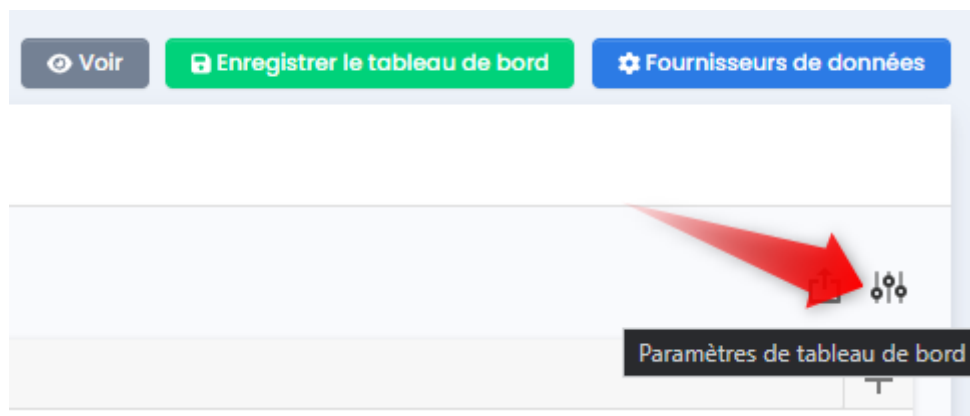 Voir
Enregistrer le tableau de bord
Fournisseurs de données
Paramètres de tableau de bord